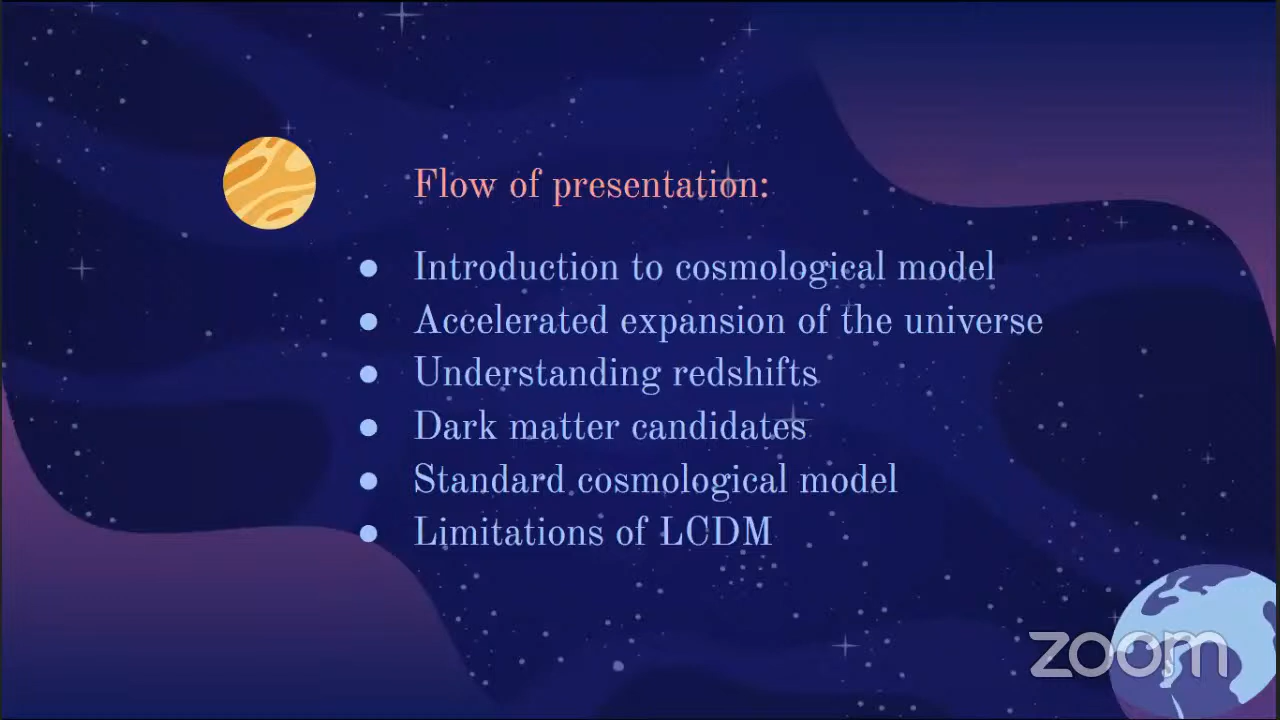 Flow of presentation:
● Introduction to cosmological model
● Accelerated expansion of the universe
● Understanding redshifts
● Dark matter candidates
● Standard cosmological model
● Limitations of LCDM
zoom